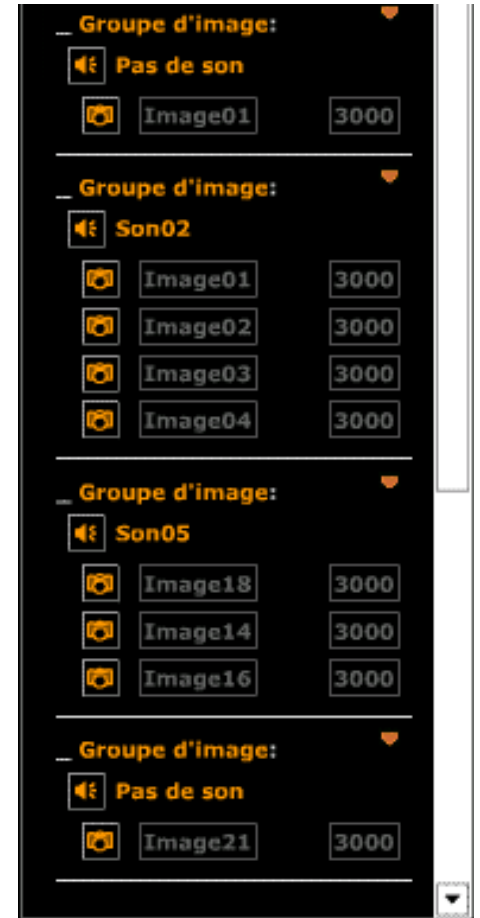 _ Groupe d'image:
Pas de son
Image01 3000
_ Groupe d'image:
Son02
Image01 3000
Image02 3000
Image03 3000
Image04 3000
_ Groupe d'image:
Son05
Image18 3000
Image14 3000
Image16 3000
_ Groupe d'image:
Pas de son
Image21 3000